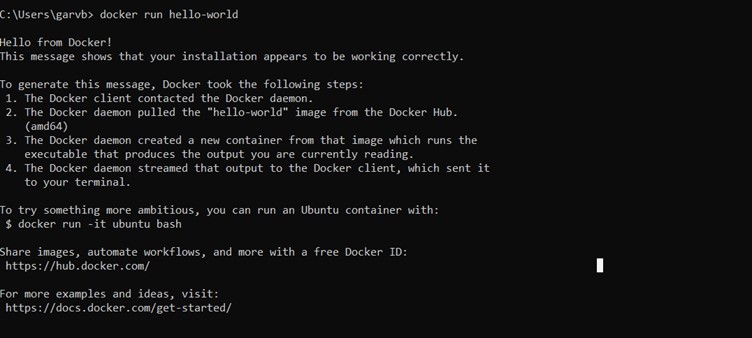 C:\Users\garvb> docker run hello-world
Hello from Docker!
This message shows that your installation appears to be working correctly.
To generate this message, Docker took the following steps:
1. The Docker client contacted the Docker daemon.
2. The Docker daemon pulled the "hello-world" image from the Docker Hub.
(amd64)
3. The Docker daemon created a new container from that image which runs the
executable that produces the output you are currently reading.
4. The Docker daemon streamed that output to the Docker client, which sent it
to your terminal.
To try something more ambitious, you can run an Ubuntu container with:
$ docker run -it ubuntu bash
Share images, automate workflows, and more with a free Docker ID:
https://hub.docker.com/
For more examples and ideas, visit:
https://docs.docker.com/get-started/